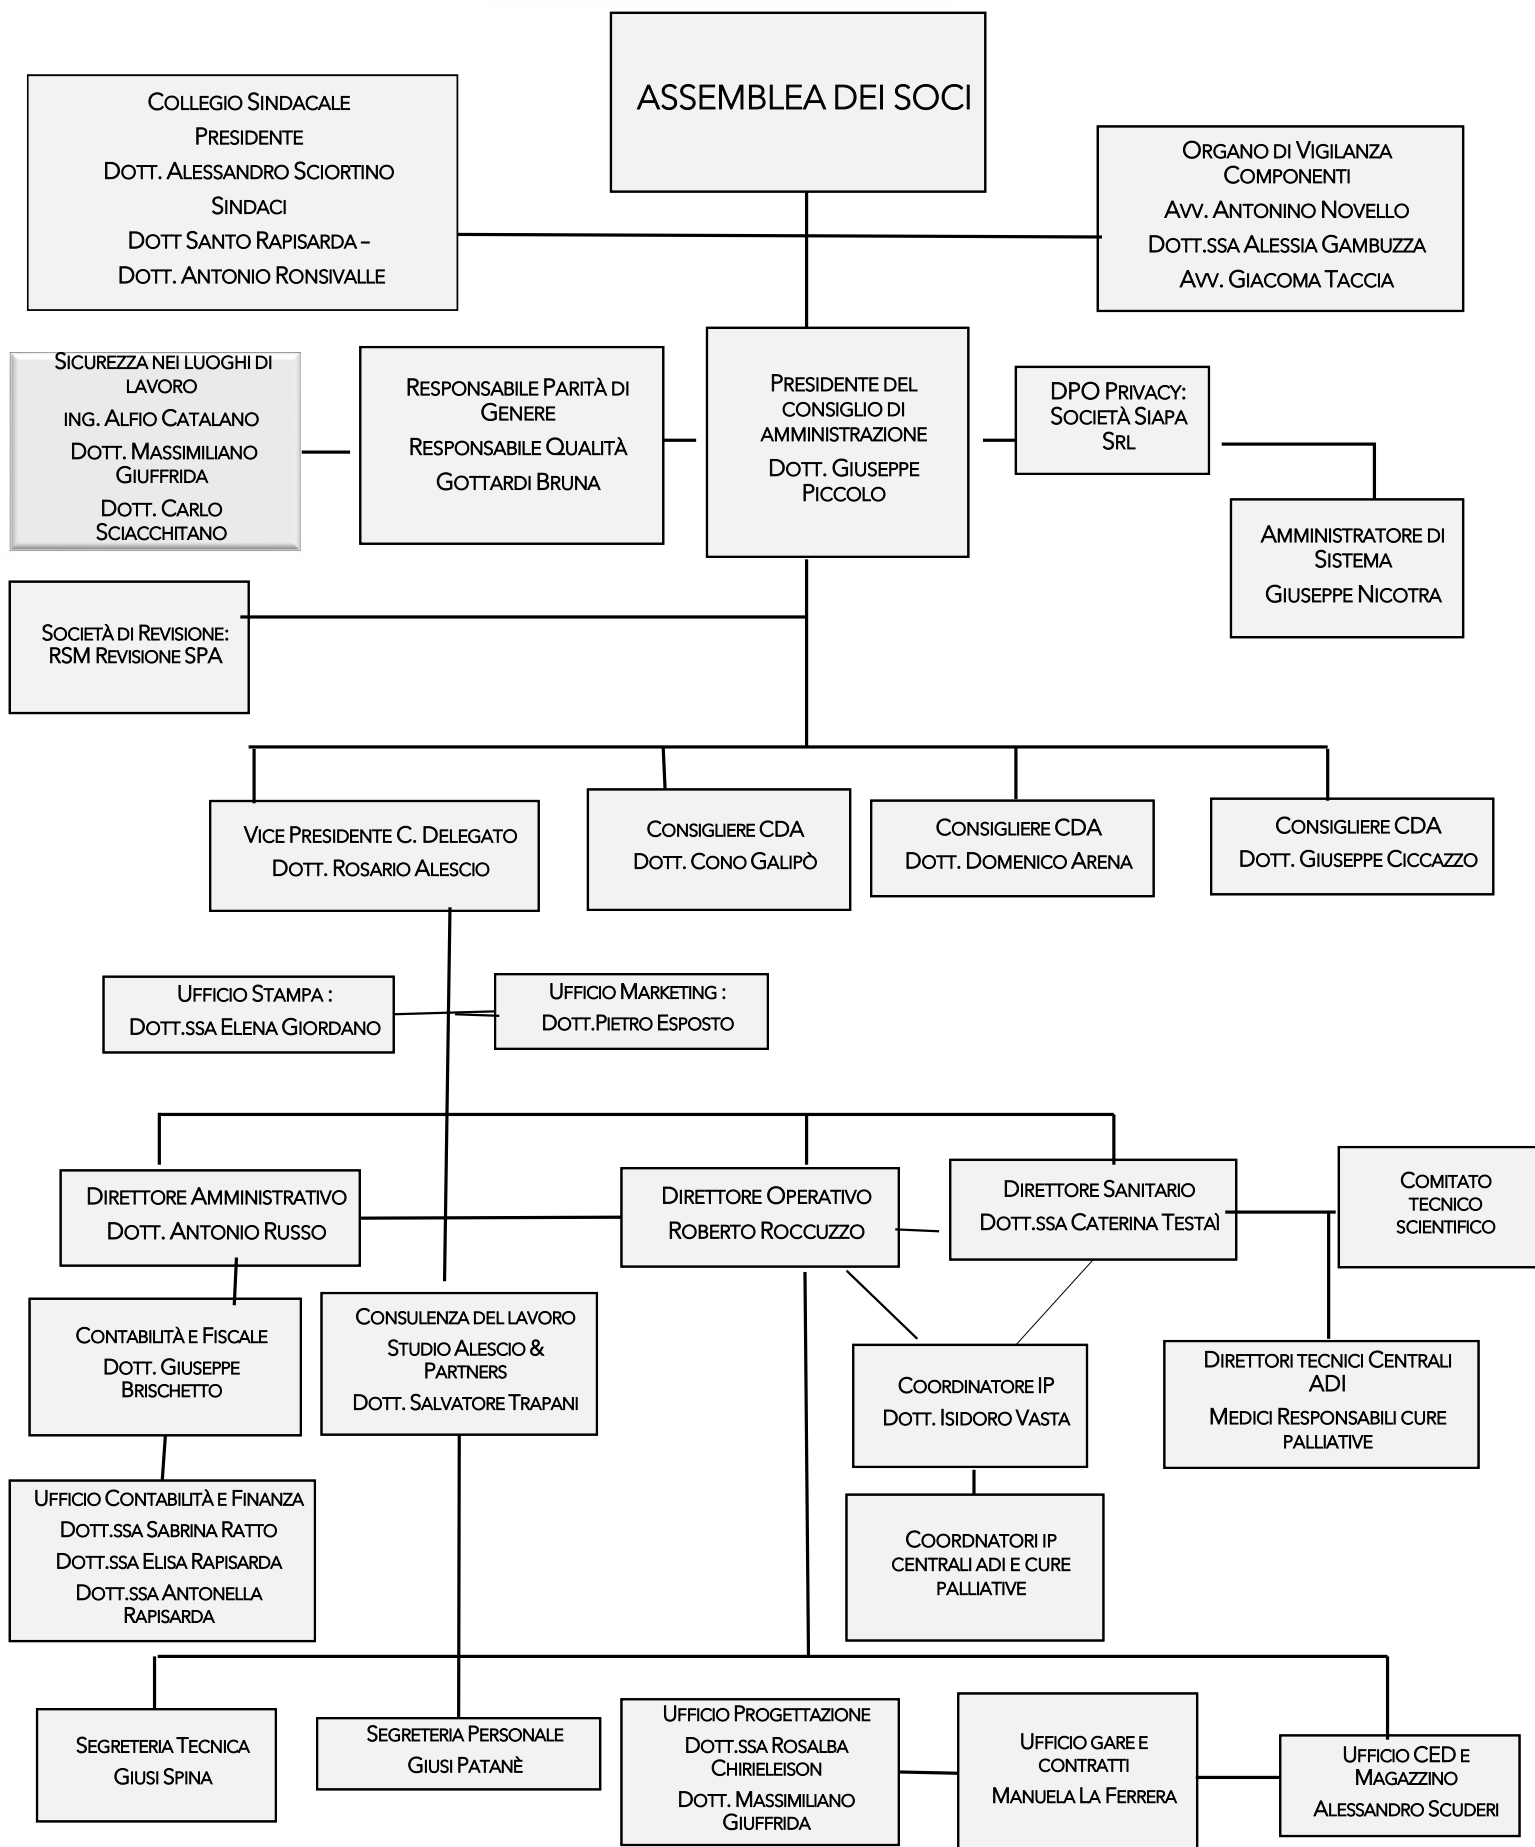 ASSEMBLEA DEI SOCI
COLLEGIO SINDACALE
PRESIDENTE
DOTT. ALESSANDRO SCIORTINO
SINDACI
DOTT SANTO RAPISARDA –
DOTT. ANTONIO RONSIVALLE
ORGANO DI VIGILANZA
COMPONENTI
AVV. ANTONINO NOVELLO
DOTT.SSA ALESSIA GAMBUZZA
AVV. GIACOMA TACCIA
SICUREZZA NEI LUOGHI DI
LAVORO
ING. ALFIO CATALANO
DOTT. MASSIMILIANO
GIUFFRIDA
DOTT. CARLO
SCIACCHITANO
RESPONSABILE PARITÀ DI
GENERE
RESPONSABILE QUALITÀ
GOTTARDI BRUNA
PRESIDENTE DEL
CONSIGLIO DI
AMMINISTRAZIONE
DOTT. GIUSEPPE
PICCOLO
DPO PRIVACY:
SOCIETÀ SIAPA
SRL
AMMINISTRATORE DI
SISTEMA
GIUSEPPE NICOTRA
SOCIETÀ DI REVISIONE:
RSM REVISIONE SPA
VICE PRESIDENTE C. DELEGATO
DOTT. ROSARIO ALESCIO
CONSIGLIERE CDA
DOTT. CONO GALIPÒ
CONSIGLIERE CDA
DOTT. DOMENICO ARENA
CONSIGLIERE CDA
DOTT. GIUSEPPE CICCAZZO
UFFICIO STAMPA :
DOTT.SSA ELENA GIORDANO
UFFICIO MARKETING :
DOTT.PIETRO ESPOSTO
DIRETTORE AMMINISTRATIVO
DOTT. ANTONIO RUSSO
DIRETTORE OPERATIVO
ROBERTO ROCCUZZO
DIRETTORE SANITARIO
DOTT.SSA CATERINA TESTAÌ
COMITATO
TECNICO
SCIENTIFICO
CONTABILITÀ E FISCALE
DOTT. GIUSEPPE
BRISCHETTO
CONSULENZA DEL LAVORO
STUDIO ALESCIO &
PARTNERS
DOTT. SALVATORE TRAPANI
COORDINATORE IP
DOTT. ISIDORO VASTA
DIRETTORI TECNICI CENTRALI
ADI
MEDICI RESPONSABILI CURE
PALLIATIVE
UFFICIO CONTABILITÀ E FINANZA
DOTT.SSA SABRINA RATTO
DOTT.SSA ELISA RAPISARDA
DOTT.SSA ANTONELLA
RAPISARDA
COORDNATORI IP
CENTRALI ADI E CURE
PALLIATIVE
SEGRETERIA TECNICA
GIUSI SPINA
SEGRETERIA PERSONALE
GIUSI PATANÈ
UFFICIO PROGETTAZIONE
DOTT.SSA ROSALBA
CHIRIELEISON
DOTT. MASSIMILIANO
GIUFFRIDA
UFFICIO GARE E
CONTRATTI
MANUELA LA FERRERA
UFFICIO CED E
MAGAZZINO
ALESSANDRO SCUDERI